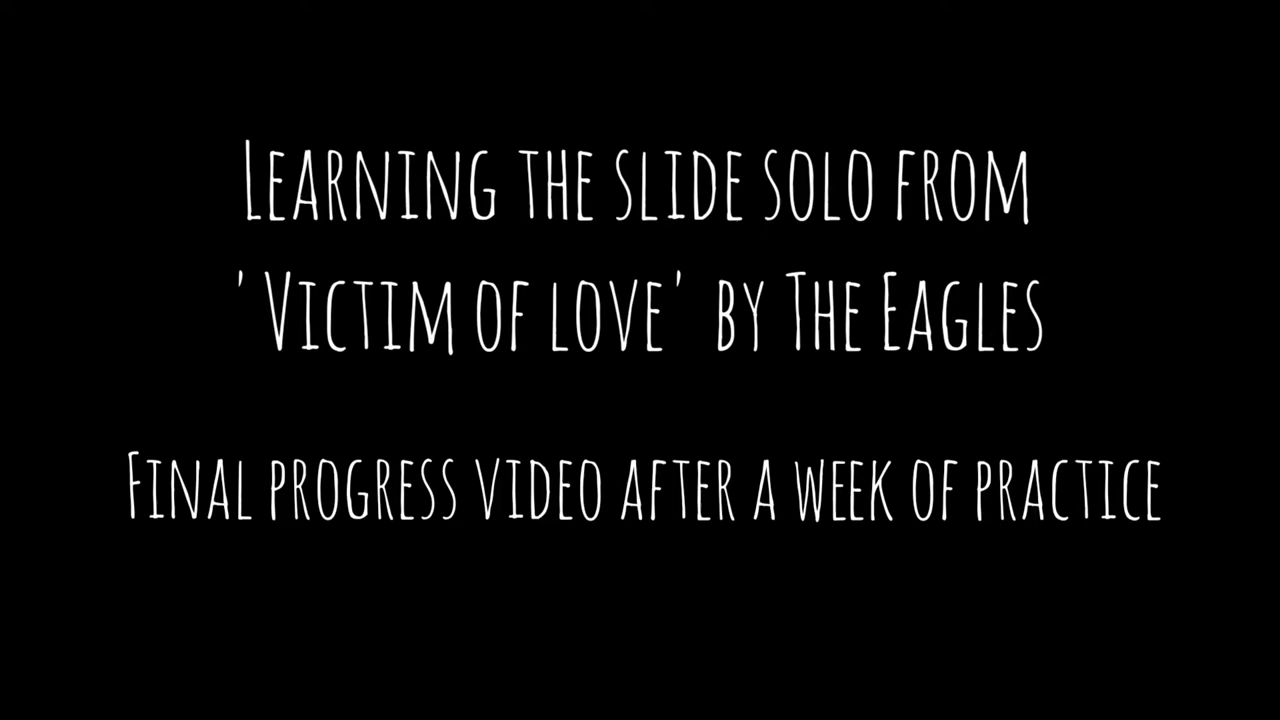 Learning the slide solo from
'Victim of love' by The Eagles
Final progress video after a week of practice